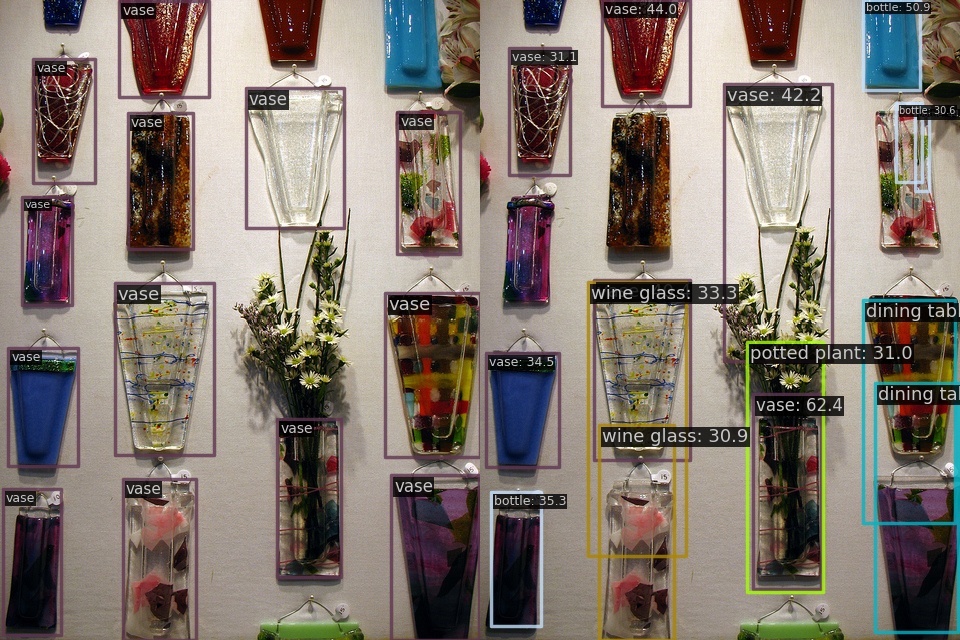 vase
vase
vase
vase
vase
vase
vase
vase
vase
vase
vase
vase
vase
vase: 44.0
bottle: 50.9
vase: 31.1
vase: 42.2
bottle: 30.6
wine glass: 33.3
dining tabl
potted plant: 31.0
vase: 34.5
dining tal
vase: 62.4
wine glass: 30.9
bottle: 35.3